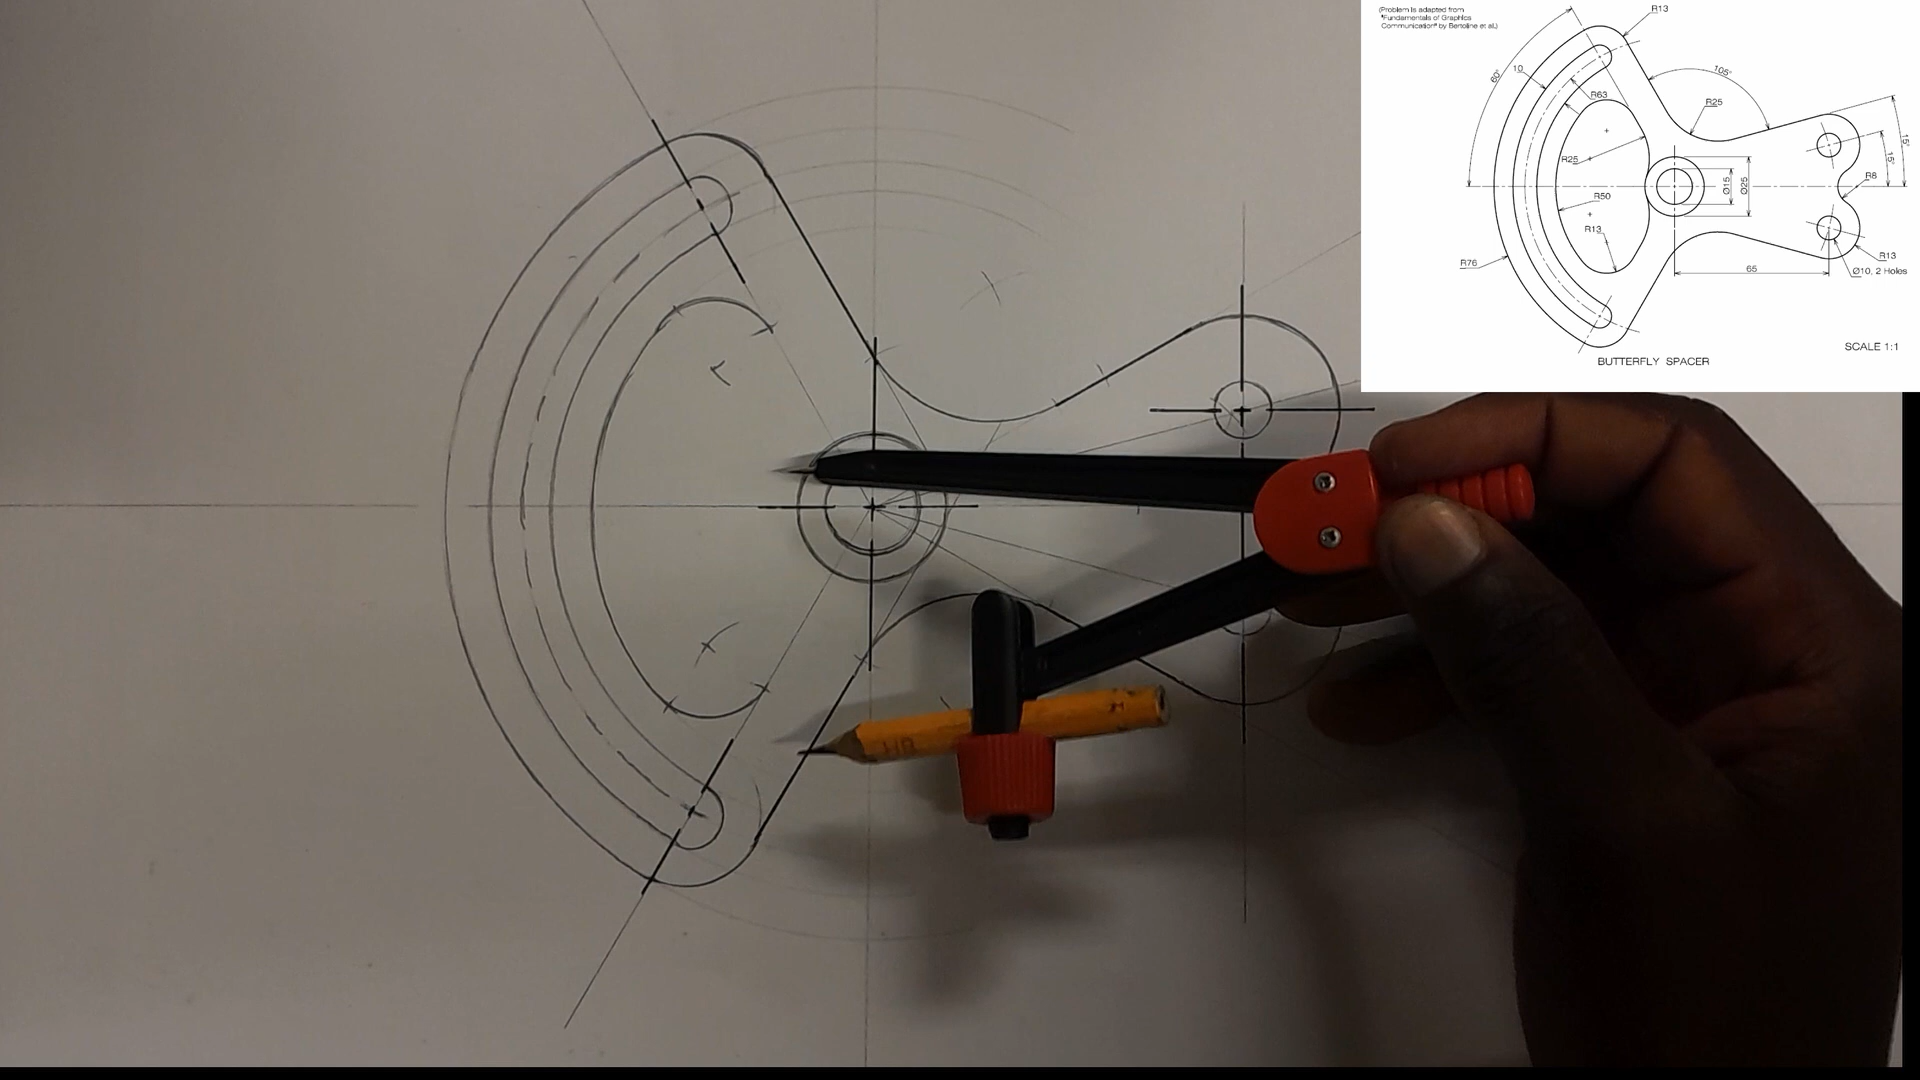 (Problem is adapted from
"Fundamentals of Graphics
Communication" by Bertoline et al.)
R13
60°
10
R63
105°
R25
R25
15°
15°
Ø15
Ø25
R8
R50
R13
R76
65
R13
Ø10, 2 Holes
SCALE 1:1
BUTTERFLY SPACER
HB